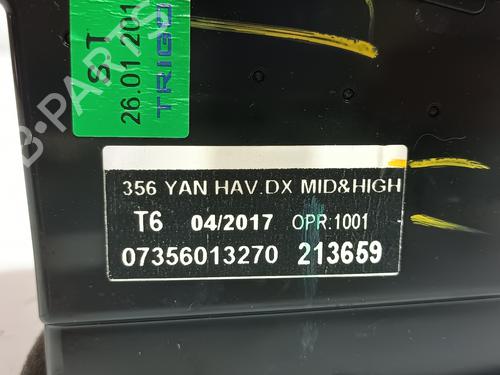 ST
26.01.201
TRIGO
356 YAN HAV.DX MID&HIGH
T6 04/2017 OPR:1001
07356013270 213659
B-PARTS